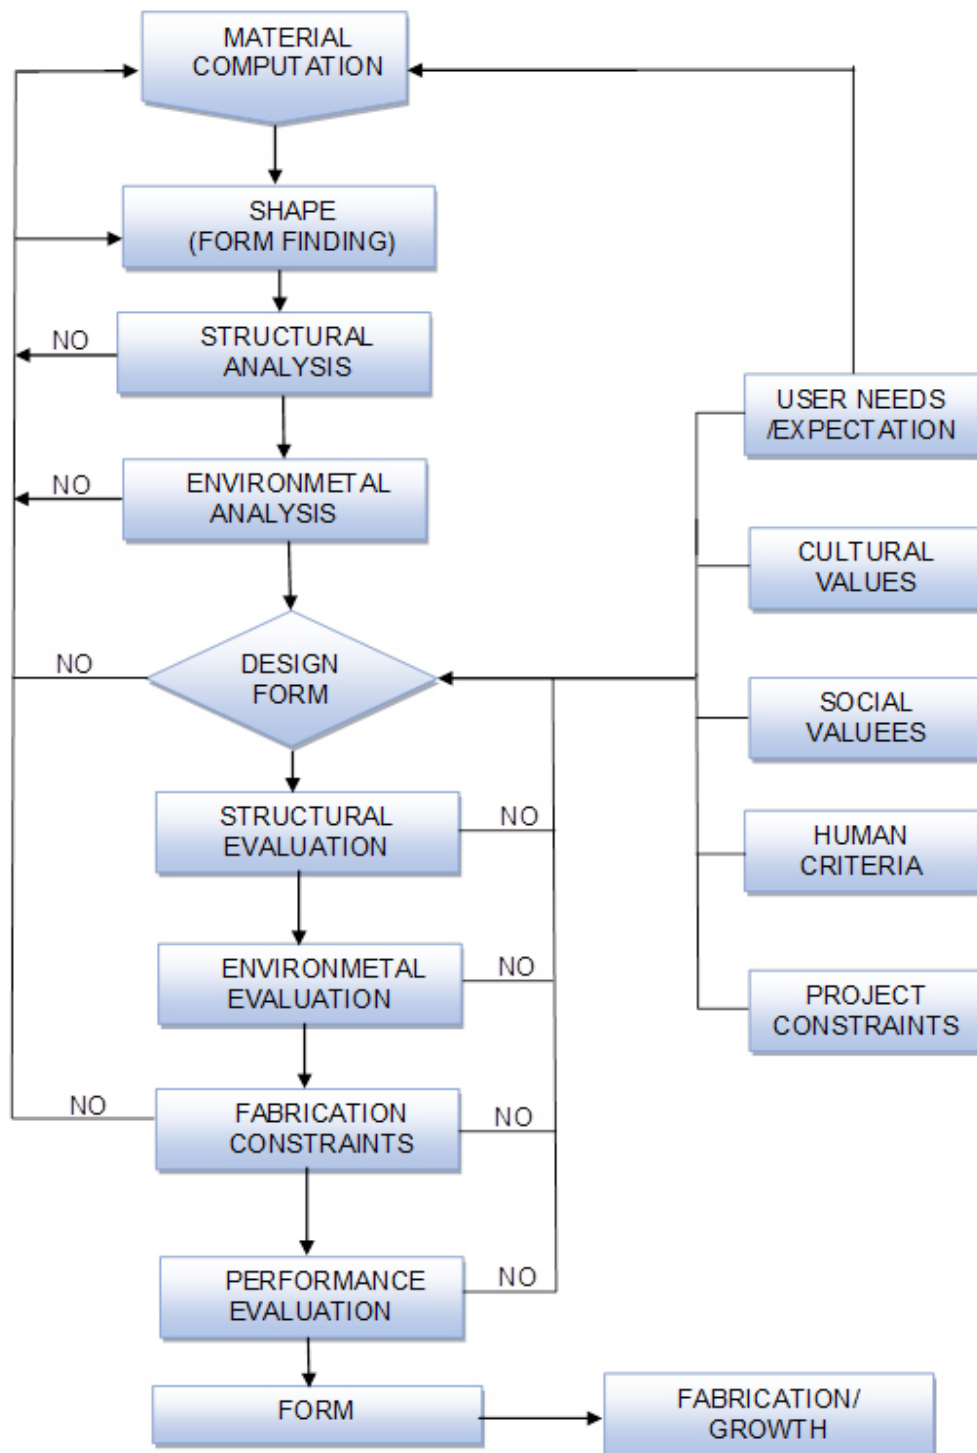 MATERIAL
COMPUTATION
SHAPE
(FORM FINDING)
NO
STRUCTURAL
ANALYSIS
USER NEEDS
/EXPECTATION
NO
ENVIRONMETAL
ANALYSIS
CULTURAL
VALUES
NO
DESIGN
FORM
SOCIAL
VALUEES
STRUCTURAL
EVALUATION
NO
HUMAN
CRITERIA
ENVIRONMETAL
EVALUATION
NO
PROJECT
CONSTRAINTS
NO
FABRICATION
CONSTRAINTS
NO
PERFORMANCE
EVALUATION
NO
FORM
FABRICATION/
GROWTH